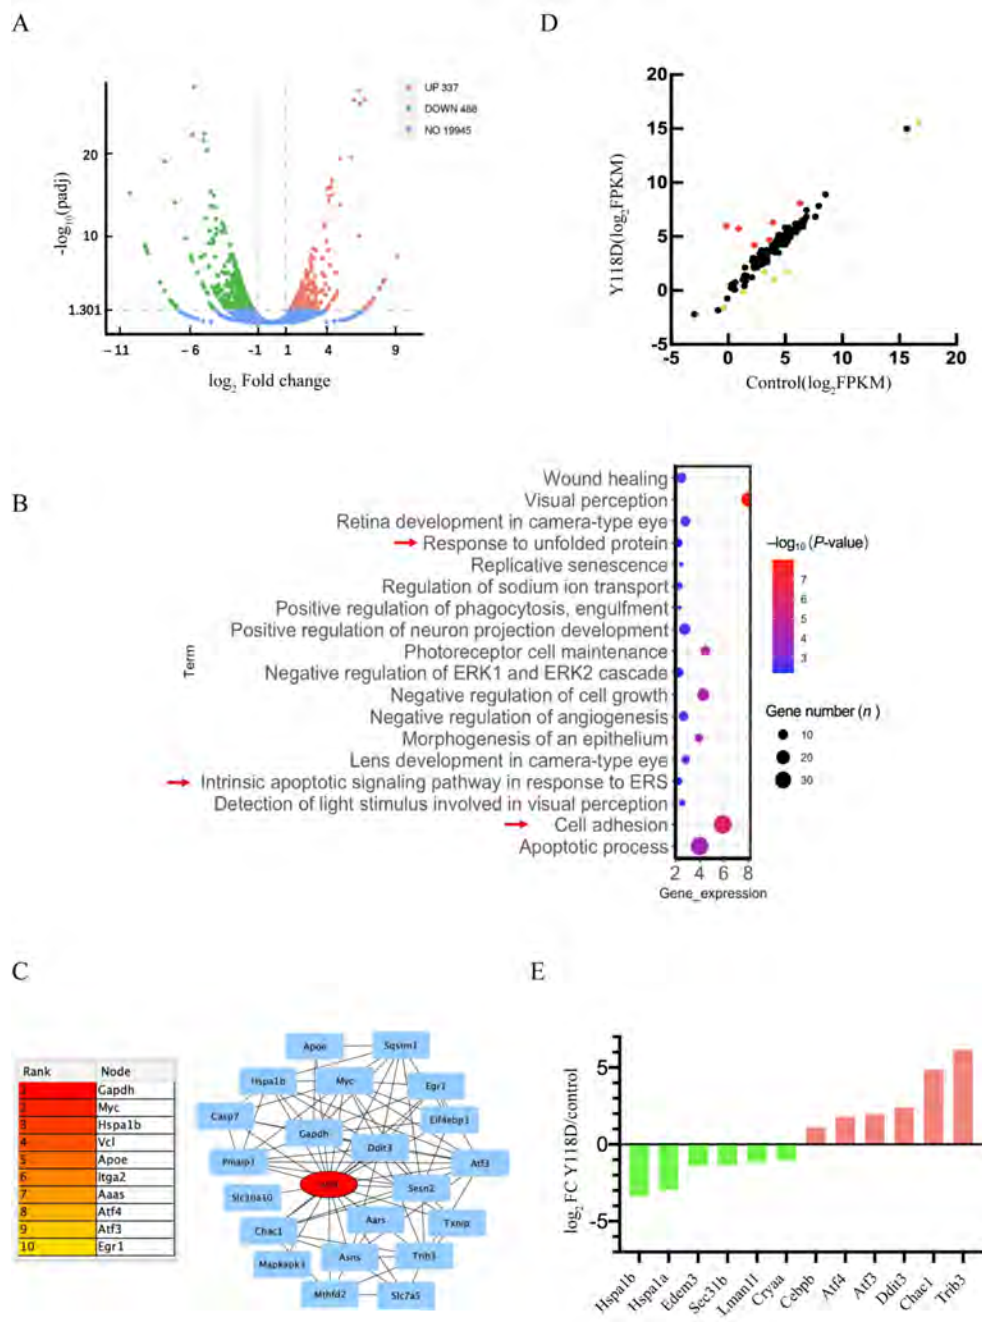 A
UP 337
DOWN 488
NO 19945
-log10(padj)
20
10
1.301
-11
-6
-1
1
4
9
log2 Fold change
D
20
15
10
5
0
-5
-5
0
5
10
15
20
Y118D(log2FPKM)
Control(log2FPKM)
B
Term
Wound healing
Visual perception
Retina development in camera-type eye
Response to unfolded protein
Replicative senescence
Regulation of sodium ion transport
Positive regulation of phagocytosis, engulfment
Positive regulation of neuron projection development
Photoreceptor cell maintenance
Negative regulation of ERK1 and ERK2 cascade
Negative regulation of cell growth
Negative regulation of angiogenesis
Morphogenesis of an epithelium
Lens development in camera-type eye
Intrinsic apoptotic signaling pathway in response to ERS
Detection of light stimulus involved in visual perception
Cell adhesion
Apoptotic process
2 4 6 8
Gene_expression
–log10 (P-value)
7
6
5
4
3
Gene number (n )
10
20
30
C
Rank Node
1 Gapdh
2 Myc
3 Hspa1b
4 Vcl
5 Apoe
6 Itga2
7 Aaas
8 Atf4
9 Atf3
10 Egr1
Apoe
Sqstm1
Hspa1b
Myc
Egr1
Casp7
Gapdh
Eif4ebp1
Ddit3
Pmaip1
Atf3
Sesn2
Slc38a10
Aars
Txnip
Chac1
Asns
Trib3
Mapkapk3
Mthfd2
Slc7a5
E
log2 FC Y118D/control
5
0
-5
Hspa1b
Hspa1a
Edem3
Sec31b
Lman1l
Cryaa
Cebpb
Atf4
Atf3
Ddit3
Chac1
Trib3